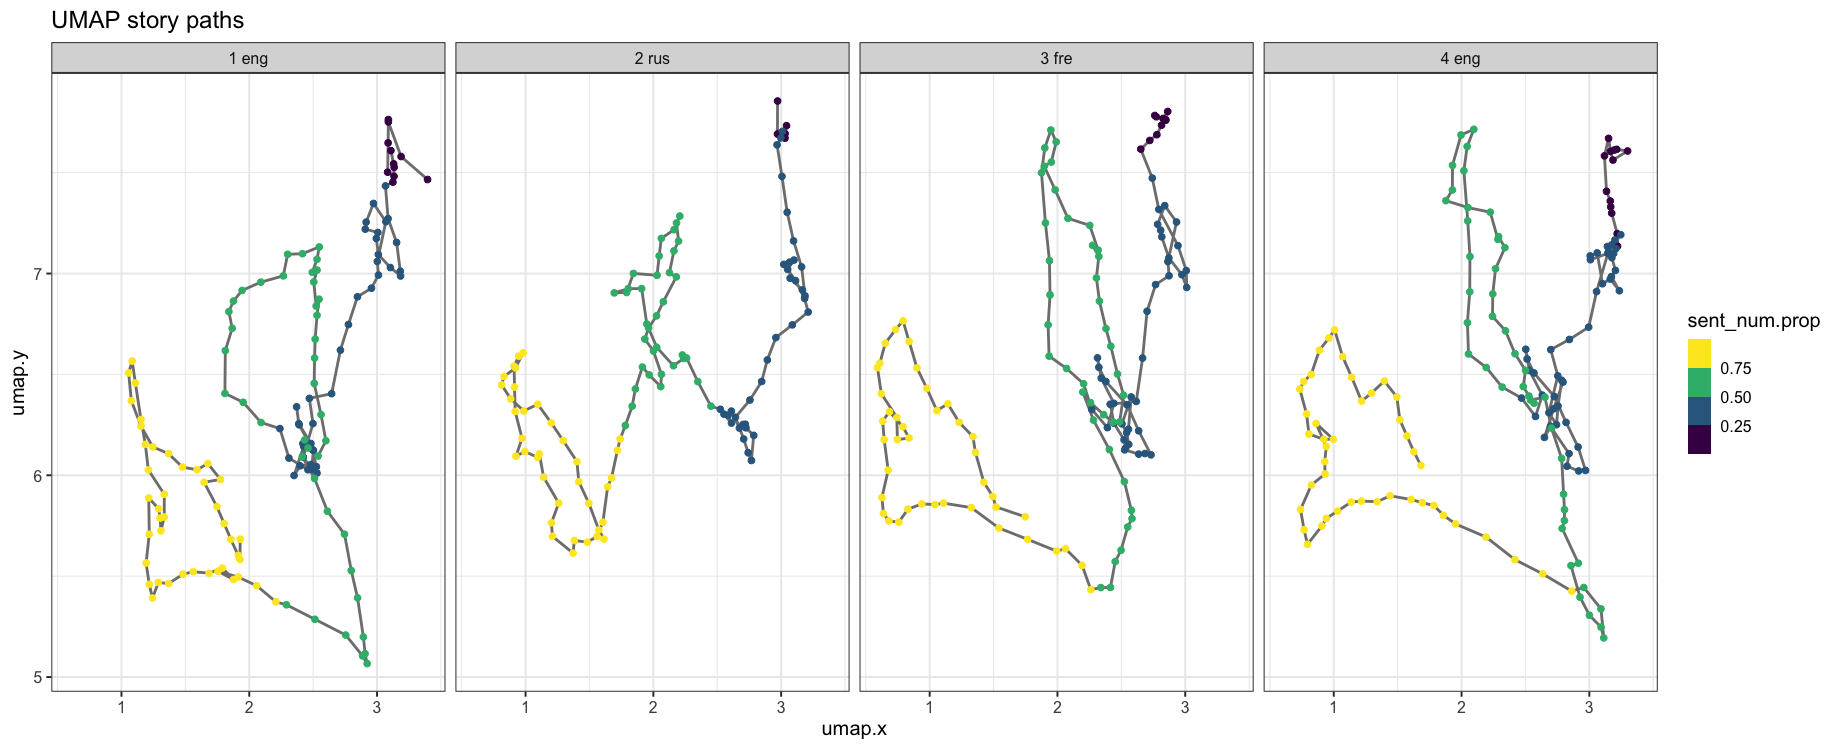 UMAP story paths
1 eng
2 rus
3 fre
4 eng
umap.y
7
6
5
1 2 3
1 2 3
1 2 3
1 2 3
umap.x
sent_num.prop
0.75
0.50
0.25